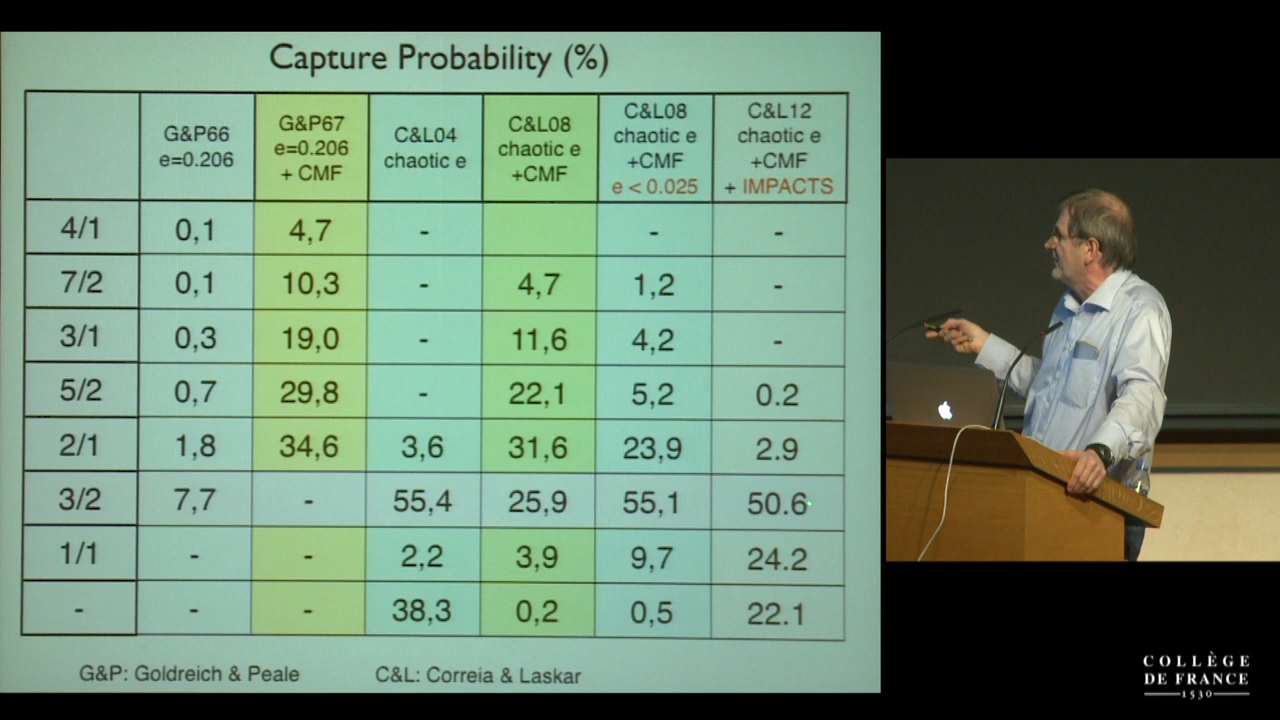 Capture Probability (%)
G&P66 e=0.206
G&P67 e=0.206 + CMF
C&L04 chaotic e
C&L08 chaotic e +CMF
C&L08 chaotic e +CMF e < 0.025
C&L12 chaotic e +CMF + IMPACTS
4/1 0,1 4,7 - - -
7/2 0,1 10,3 - 4,7 1,2 -
3/1 0,3 19,0 - 11,6 4,2 -
5/2 0,7 29,8 - 22,1 5,2 0.2
2/1 1,8 34,6 3,6 31,6 23,9 2.9
3/2 7,7 - 55,4 25,9 55,1 50.6
1/1 - - 2,2 3,9 9,7 24.2
- - - 38,3 0,2 0,5 22.1
G&P: Goldreich & Peale C&L: Correia & Laskar
COLLÈGE
DE FRANCE
1530